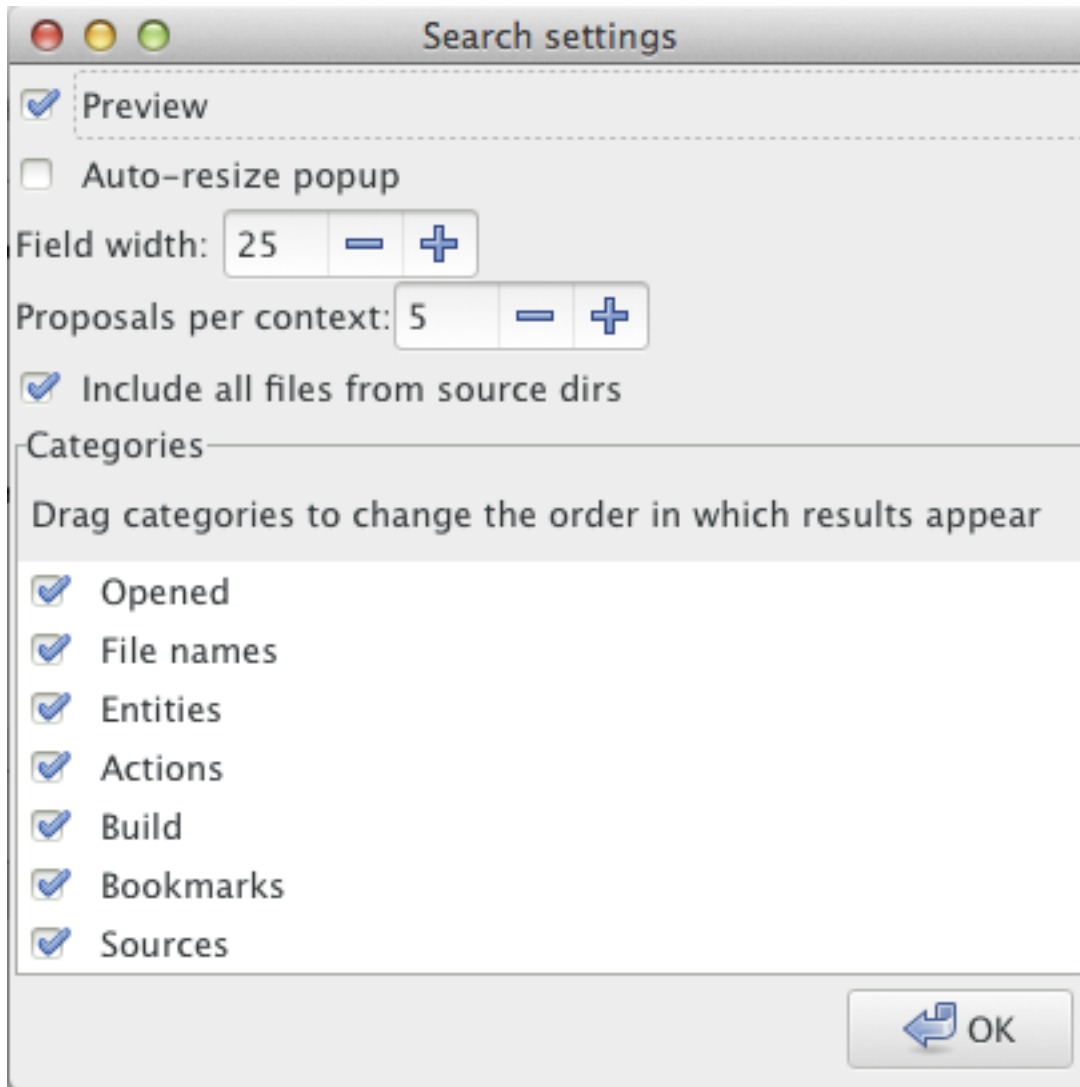 Search settings
Preview
Auto-resize popup
Field width: 25
Proposals per context: 5
Include all files from source dirs
Categories
Drag categories to change the order in which results appear
Opened
File names
Entities
Actions
Build
Bookmarks
Sources
OK